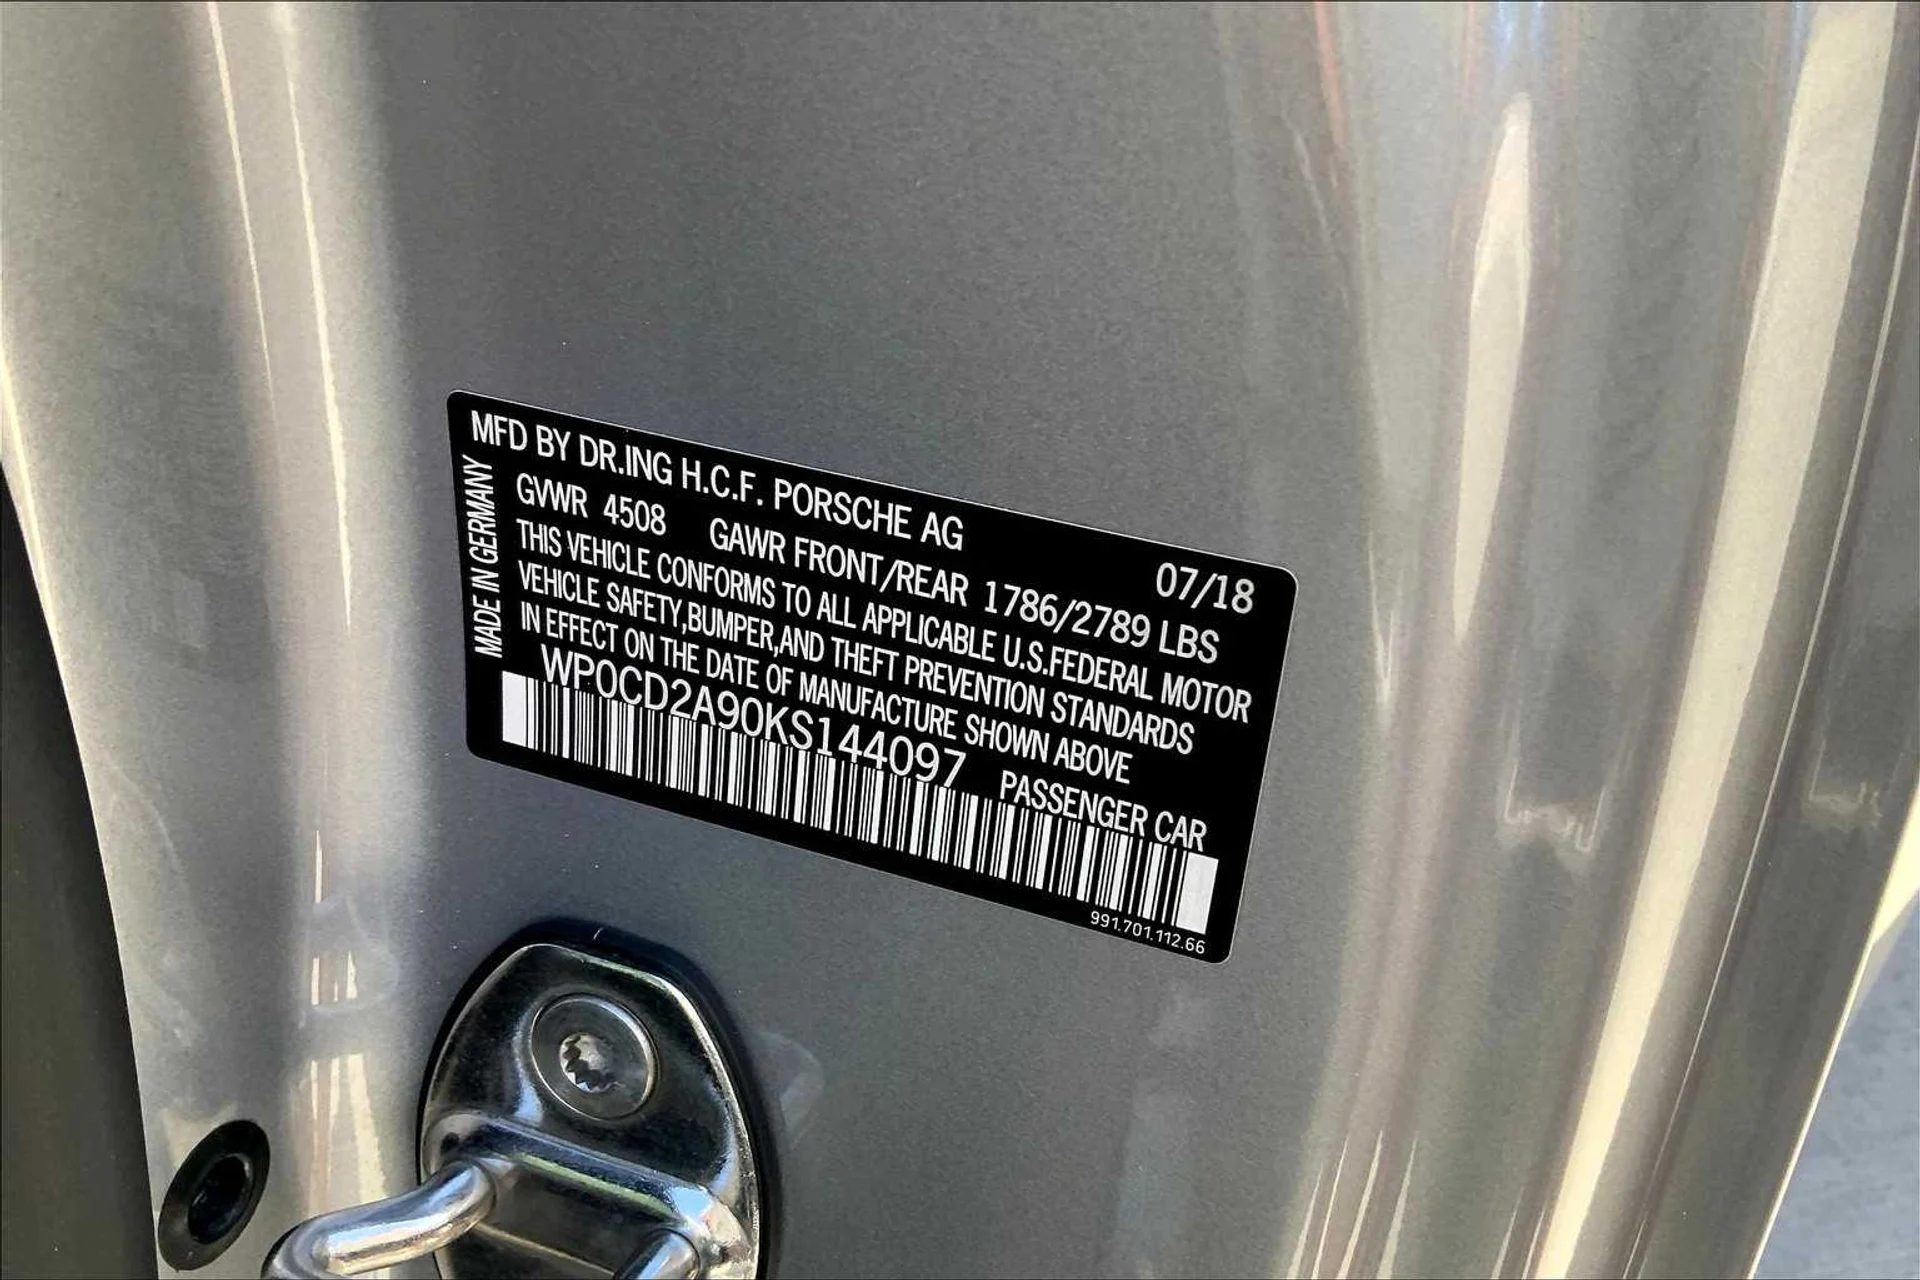 MFD BY DR.ING H.C.F. PORSCHE AG
07/18
GVWR 4508 GAWR FRONT/REAR 1786/2789 LBS
THIS VEHICLE CONFORMS TO ALL APPLICABLE U.S.FEDERAL MOTOR
VEHICLE SAFETY,BUMPER,AND THEFT PREVENTION STANDARDS
IN EFFECT ON THE DATE OF MANUFACTURE SHOWN ABOVE
WP0CD2A90KS144097 PASSENGER CAR
991.701.112.66
MADE IN GERMANY